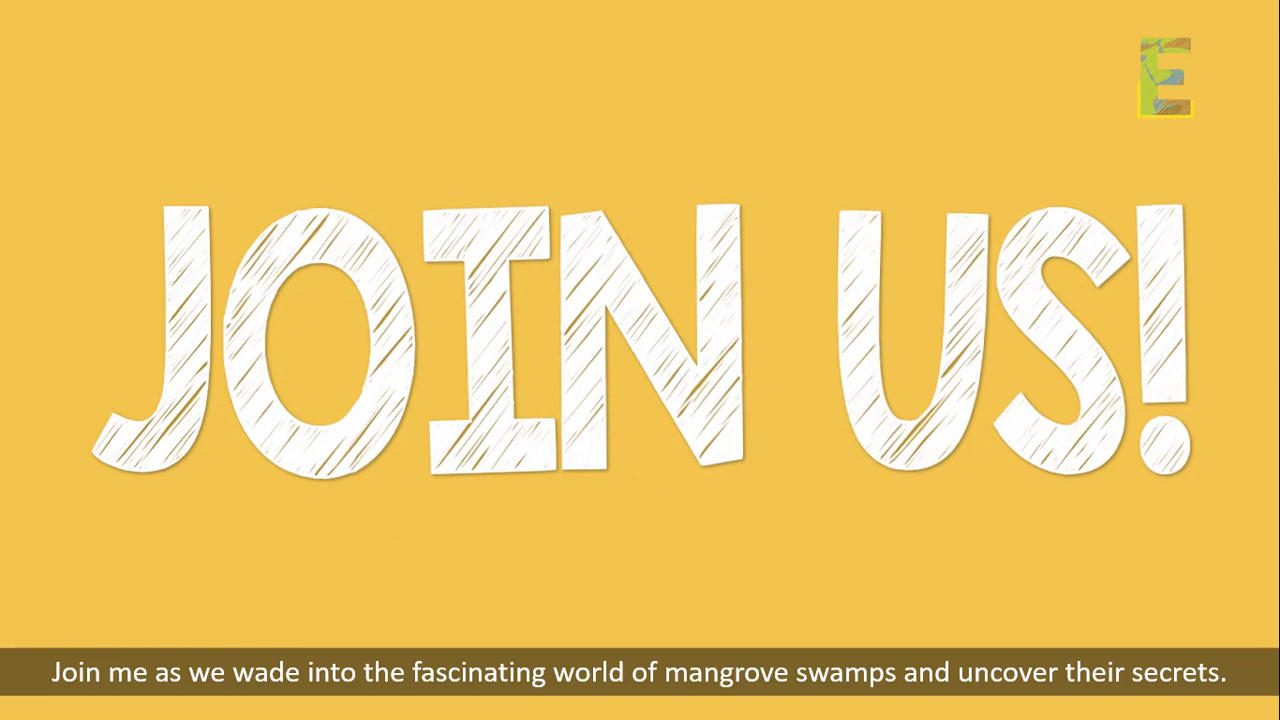 E
JOIN US!
Join me as we wade into the fascinating world of mangrove swamps and uncover their secrets.